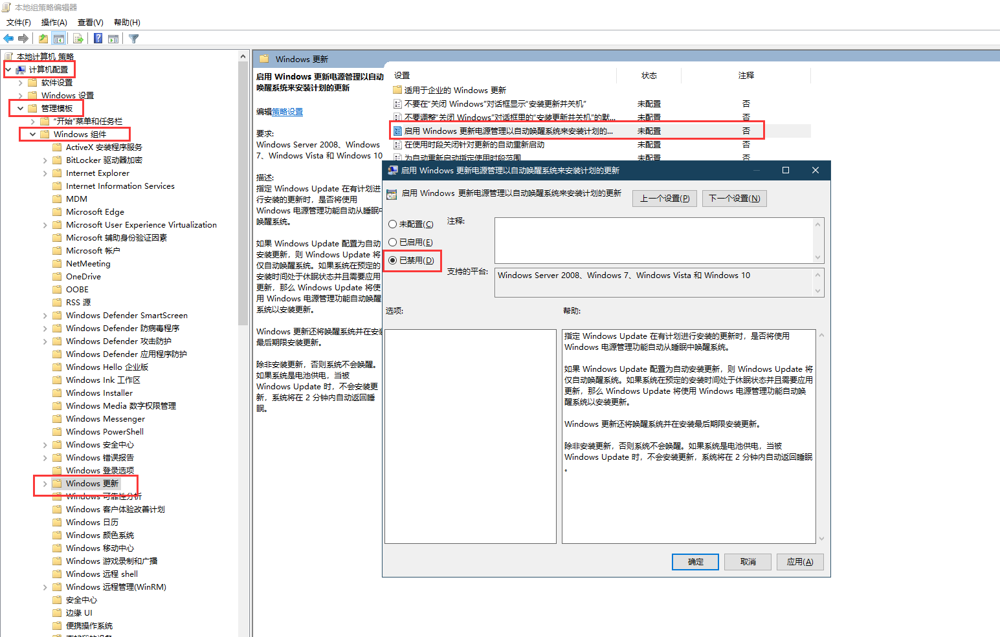 本地组策略编辑器
文件(F) 操作(A) 查看(V) 帮助(H)
本地计算机 策略
计算机配置
软件设置
Windows 设置
管理模板
“开始”菜单和任务栏
Windows 组件
ActiveX 安装程序服务
BitLocker 驱动器加密
Internet Explorer
Internet Information Services
MDM
Microsoft Edge
Microsoft User Experience Virtualization
Microsoft 辅助身份验证因素
Microsoft 帐户
NetMeeting
OneDrive
OOBE
RSS 源
Windows Defender SmartScreen
Windows Defender 防病毒程序
Windows Defender 攻击防护
Windows Defender 应用程序防护
Windows Hello 企业版
Windows Ink 工作区
Windows Installer
Windows Media 数字权限管理
Windows Messenger
Windows PowerShell
Windows 安全中心
Windows 错误报告
Windows 登录选项
Windows 更新
Windows 可靠性分析
Windows 客户体验改善计划
Windows 日历
Windows 颜色系统
Windows 移动中心
Windows 游戏录制和广播
Windows 远程 shell
Windows 远程管理(WinRM)
安全中心
边缘 UI
便携操作系统
Windows 更新
启用 Windows 更新电源管理以自动
唤醒系统来安装计划的更新
编辑策略设置
要求:
Windows Server 2008、Windows
7、Windows Vista 和 Windows 10
描述:
指定 Windows Update 在有计划进
行安装的更新时，是否将使用
Windows 电源管理功能自动从睡眠中
唤醒系统。
如果 Windows Update 配置为自动
安装更新，则 Windows Update 将
仅自动唤醒系统。如果系统在预定的
安装时间处于休眠状态并且需要应用
更新，那么 Windows Update 将使
用 Windows 电源管理功能自动唤醒
系统以安装更新。
Windows 更新还将唤醒系统并在安装
最后期限安装更新。
除非安装更新，否则系统不会唤醒。
如果系统是电池供电，当被
Windows Update 时，不会安装更
新，系统将在 2 分钟内自动返回睡
眠。
设置 状态 注释
适用于企业的 Windows 更新
不要在“关闭 Windows”对话框显示“安装更新并关机” 未配置 否
不要调整“关闭 Windows”对话框里的“安装更新并关机”的默... 未配置 否
启用 Windows 更新电源管理以自动唤醒系统来安装计划的... 未配置 否
在使用时段关闭针对更新的自动重新启动 未配置 否
为自动重新启动指定使用时段范围 未配置 否
启用 Windows 更新电源管理以自动唤醒系统来安装计划的更新
启用 Windows 更新电源管理以自动唤醒系统来安装计划的更新
上一个设置(P) 下一个设置(N)
未配置(C) 注释:
已启用(E)
已禁用(D)
支持的平台: Windows Server 2008、Windows 7、Windows Vista 和 Windows 10
选项: 帮助:
指定 Windows Update 在有计划进行安装的更新时，是否将使用
Windows 电源管理功能自动从睡眠中唤醒系统。
如果 Windows Update 配置为自动安装更新，则 Windows Update 将
仅自动唤醒系统。如果系统在预定的安装时间处于休眠状态并且需要应用
更新，那么 Windows Update 将使用 Windows 电源管理功能自动唤
醒系统以安装更新。
Windows 更新还将唤醒系统并在安装最后期限安装更新。
除非安装更新，否则系统不会唤醒。如果系统是电池供电，当被
Windows Update 时，不会安装更新，系统将在 2 分钟内自动返回睡眠
。
确定 取消 应用(A)